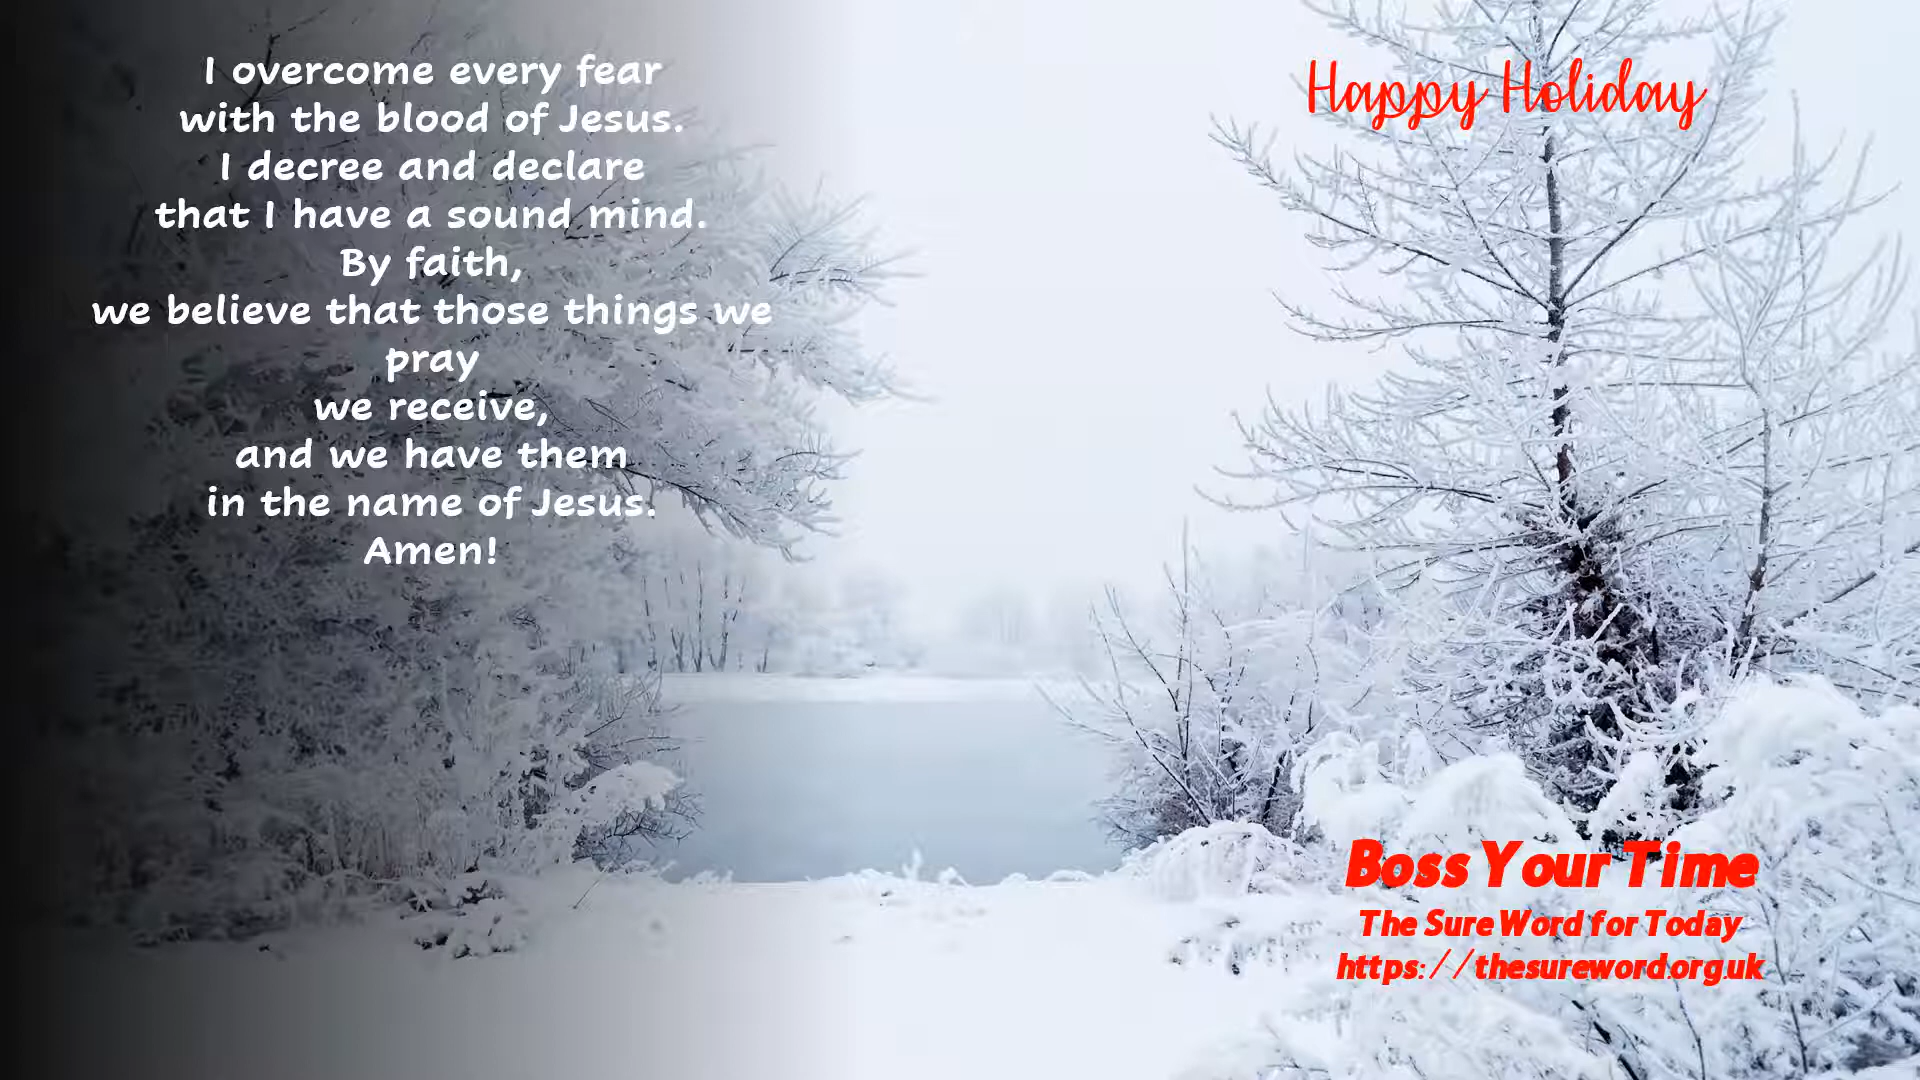 I overcome every fear
with the blood of Jesus.
I decree and declare
that I have a sound mind.
By faith,
we believe that those things we
pray
we receive,
and we have them
in the name of Jesus.
Amen!
Happy Holiday
Boss Your Time
The Sure Word for Today
https://thesureword.org.uk